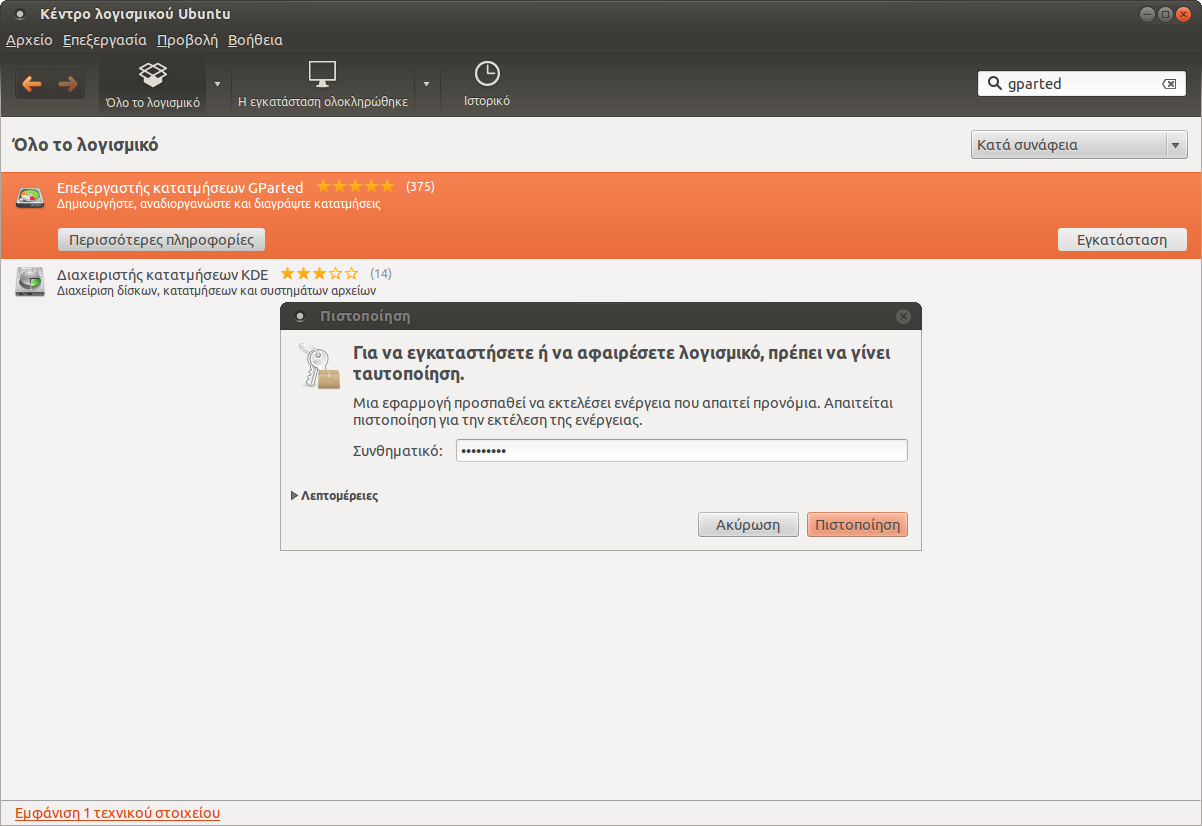 Κέντρο λογισμικού Ubuntu
Αρχείο Επεξεργασία Προβολή Βοήθεια
Όλο το λογισμικό
Η εγκατάσταση ολοκληρώθηκε
Ιστορικό
gparted
Όλο το λογισμικό
Κατά συνάφεια
Επεξεργαστής κατατμήσεων GParted (375)
Δημιουργήστε, αναδιοργανώστε και διαγράψτε κατατμήσεις
Περισσότερες πληροφορίες
Εγκατάσταση
Διαχειριστής κατατμήσεων KDE (14)
Διαχείριση δίσκων, κατατμήσεων και συστημάτων αρχείων
Πιστοποίηση
Για να εγκαταστήσετε ή να αφαιρέσετε λογισμικό, πρέπει να γίνει
ταυτοποίηση.
Μια εφαρμογή προσπαθεί να εκτελέσει ενέργεια που απαιτεί προνόμια. Απαιτείται
πιστοποίηση για την εκτέλεση της ενέργειας.
Συνθηματικό: •••••••••
Λεπτομέρειες
Ακύρωση
Πιστοποίηση
Εμφάνιση 1 τεχνικού στοιχείου